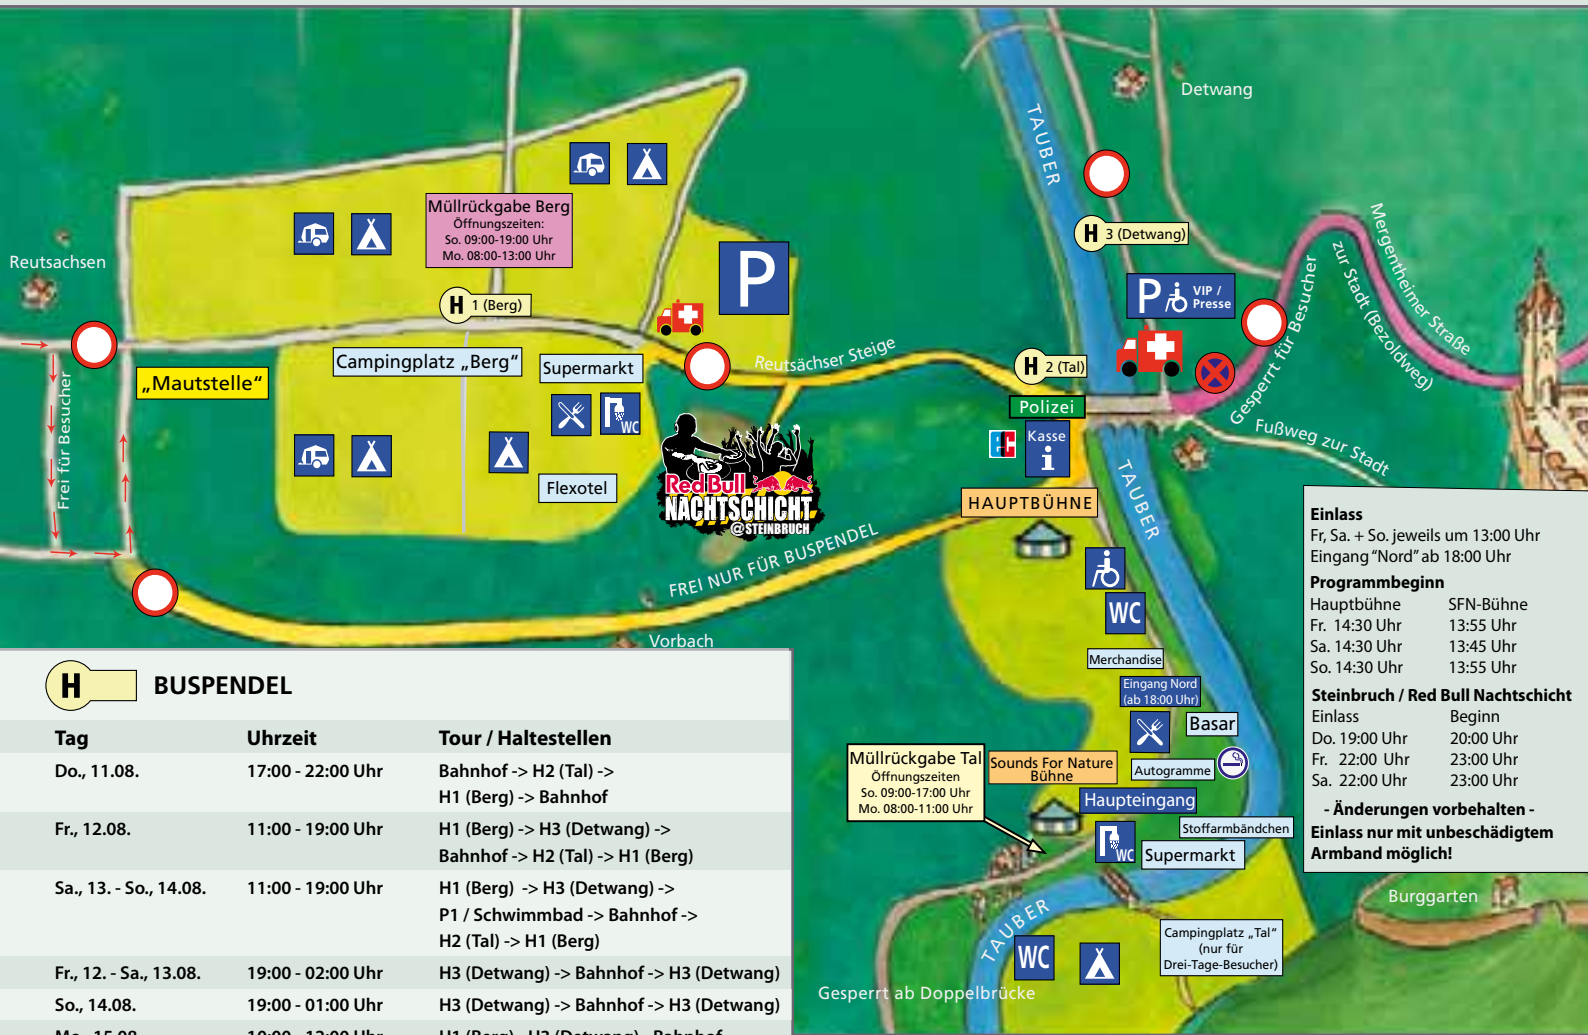 Detwang
TAUBER
Müllrückgabe Berg
Öffnungszeiten:
So. 09:00-19:00 Uhr
Mo. 08:00-13:00 Uhr
H 3 (Detwang)
Mergentheimer Straße
zur Stadt (Bezoldweg)
Gesperrt für Besucher
Reutsachsen
P
P VIP /
Presse
H 1 (Berg)
Campingplatz „Berg“
Supermarkt
Reutsächser Steige
H 2 (Tal)
„Mautstelle“
Frei für Besucher
Polizei
WC
EC
Kasse
i
Fußweg zur Stadt
Flexotel
Red Bull
NACHTSCHICHT
@STEINBRUCH
HAUPTBÜHNE
TAUBER
FREI NUR FÜR BUSPENDEL
Vorbach
WC
Merchandise
Eingang Nord
(ab 18:00 Uhr)
Basar
Müllrückgabe Tal
Öffnungszeiten
So. 09:00-17:00 Uhr
Mo. 08:00-11:00 Uhr
Sounds For Nature
Bühne
Autogramme
Haupteingang
Stoffarmbändchen
WC
Supermarkt
TAUBER
WC
Campingplatz „Tal“
(nur für
Drei-Tage-Besucher)
Gesperrt ab Doppelbrücke
Burggarten
Einlass
Fr, Sa. + So. jeweils um 13:00 Uhr
Eingang “Nord” ab 18:00 Uhr
Programmbeginn
Hauptbühne SFN-Bühne
Fr. 14:30 Uhr 13:55 Uhr
Sa. 14:30 Uhr 13:45 Uhr
So. 14:30 Uhr 13:55 Uhr
Steinbruch / Red Bull Nachtschicht
Einlass Beginn
Do. 19:00 Uhr 20:00 Uhr
Fr. 22:00 Uhr 23:00 Uhr
Sa. 22:00 Uhr 23:00 Uhr
- Änderungen vorbehalten -
Einlass nur mit unbeschädigtem
Armband möglich!
H BUSPENDEL
Tag Uhrzeit Tour / Haltestellen
Do., 11.08. 17:00 - 22:00 Uhr Bahnhof -> H2 (Tal) ->
H1 (Berg) -> Bahnhof
Fr., 12.08. 11:00 - 19:00 Uhr H1 (Berg) -> H3 (Detwang) ->
Bahnhof -> H2 (Tal) -> H1 (Berg)
Sa., 13. - So., 14.08. 11:00 - 19:00 Uhr H1 (Berg) -> H3 (Detwang) ->
P1 / Schwimmbad -> Bahnhof ->
H2 (Tal) -> H1 (Berg)
Fr., 12. - Sa., 13.08. 19:00 - 02:00 Uhr H3 (Detwang) -> Bahnhof -> H3 (Detwang)
So., 14.08. 19:00 - 01:00 Uhr H3 (Detwang) -> Bahnhof -> H3 (Detwang)
Mo., 15.08. 10:00 - 12:00 Uhr H1 (Berg) - H3 (Detwang) - Bahnhof